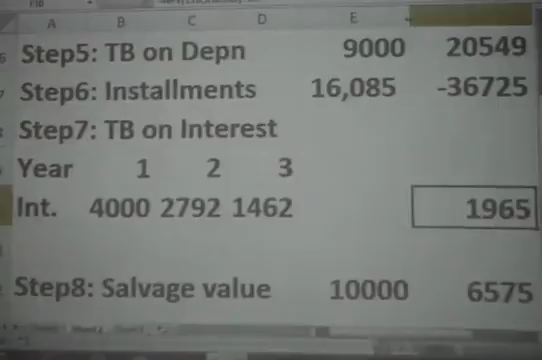 A B C D E
Step5: TB on Depn 9000 20549
Step6: Installments 16,085 -36725
Step7: TB on Interest
Year 1 2 3
Int. 4000 2792 1462 1965
Step8: Salvage value 10000 6575